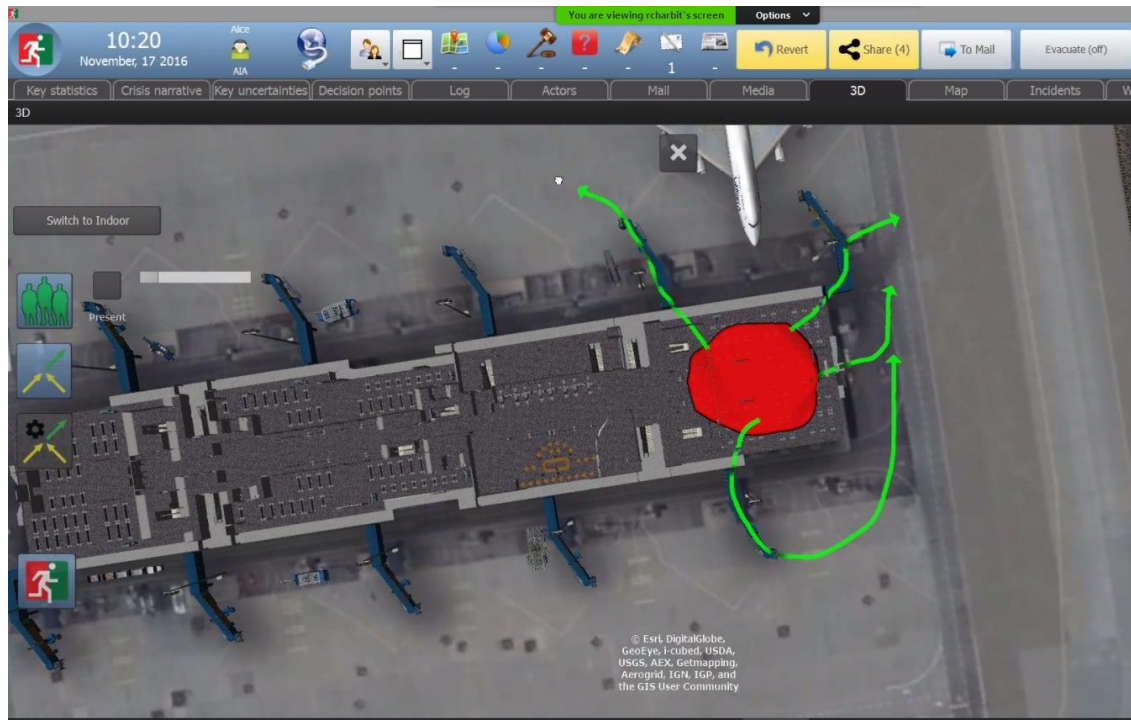 You are viewing rcharbit's screen
Options
10:20
November, 17 2016
Alice
AIA
-
-
-
-
-
1
-
Revert
Share (4)
To Mail
Evacuate (off)
Key statistics
Crisis narrative
Key uncertainties
Decision points
Log
Actors
Mail
Media
3D
Map
Incidents
W
3D
Switch to Indoor
Present
© Esri, DigitalGlobe,
GeoEye, i-cubed, USDA,
USGS, AEX, Getmapping,
Aerogrid, IGN, IGP, and
the GIS User Community